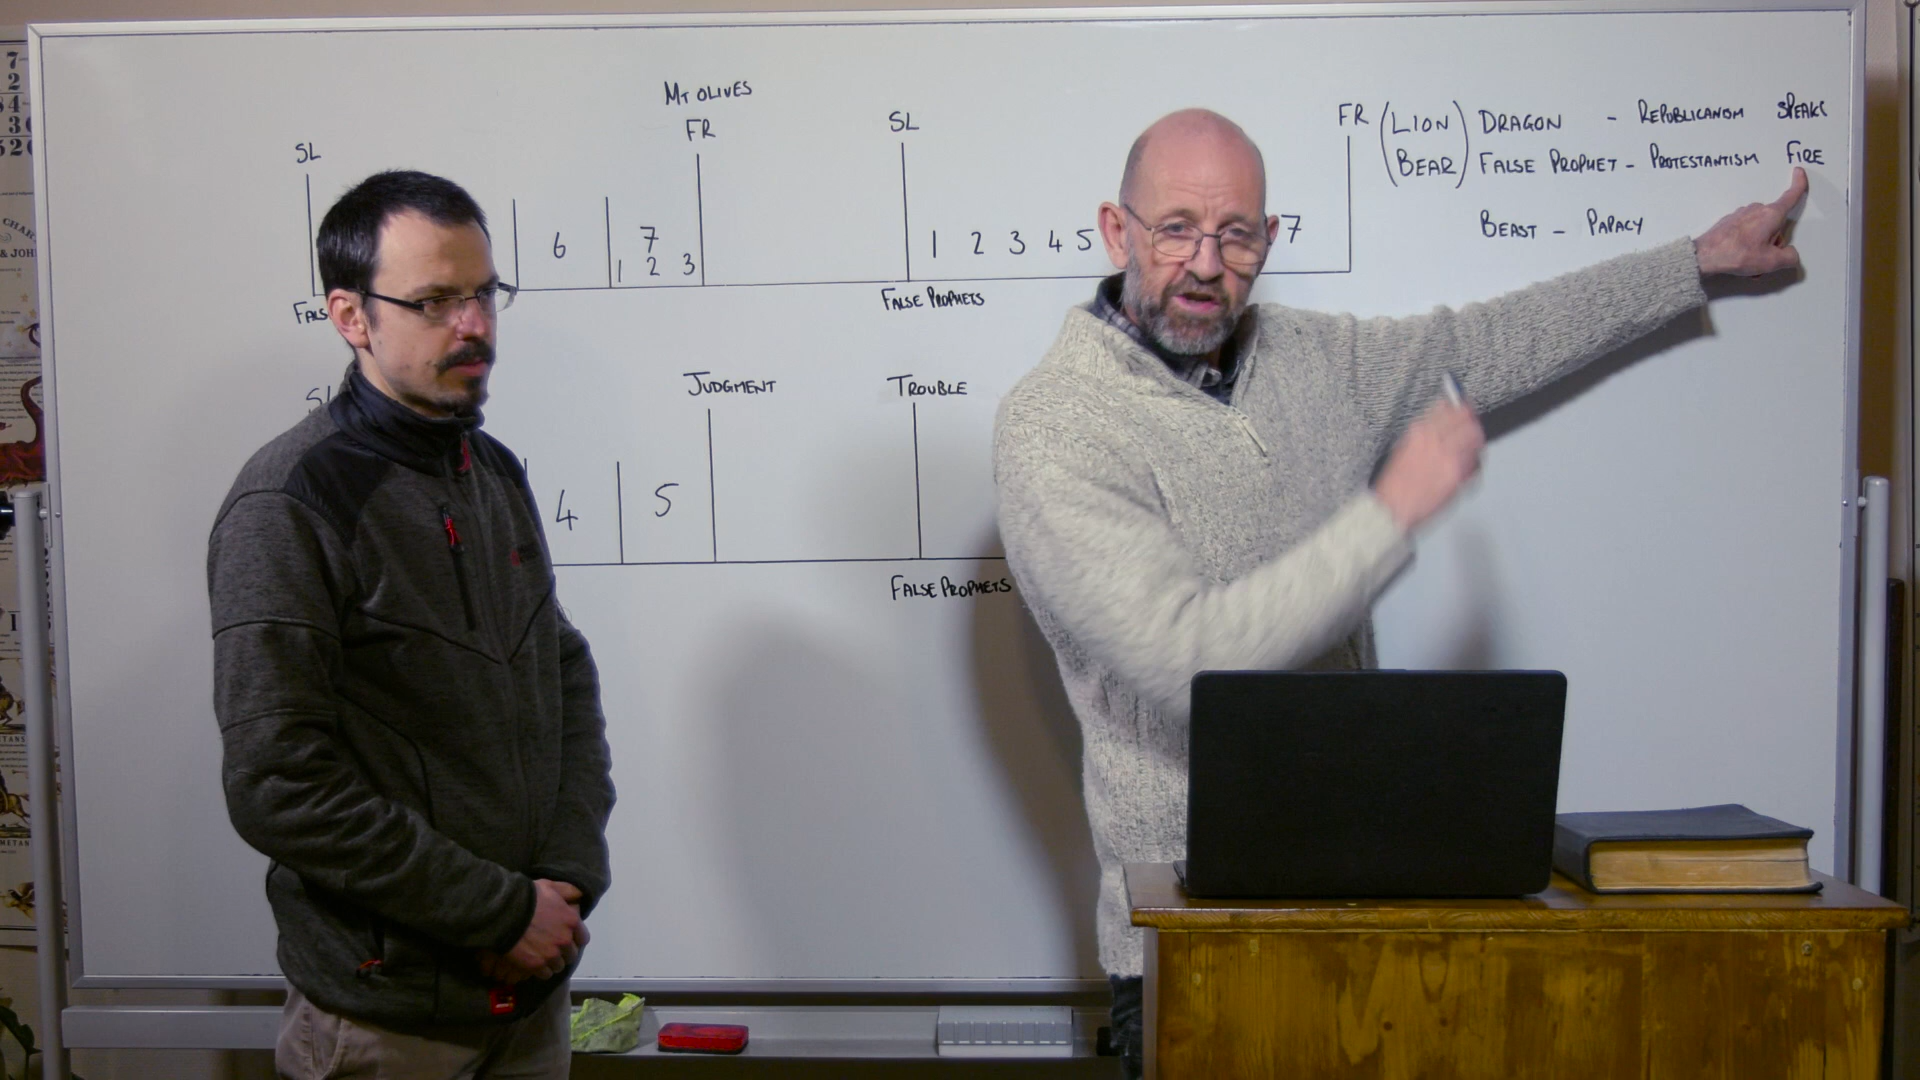 MT OLIVES
SL
FR
SL
FR (LION) DRAGON - REPUBLICANISM SPEAKS
(BEAR) FALSE PROPHET - PROTESTANTISM FIRE
BEAST - PAPACY
6
7
1 2 3
1 2 3 4 5
7
FALSE PROPHETS
JUDGMENT
TROUBLE
4
5
FALSE PROPHETS